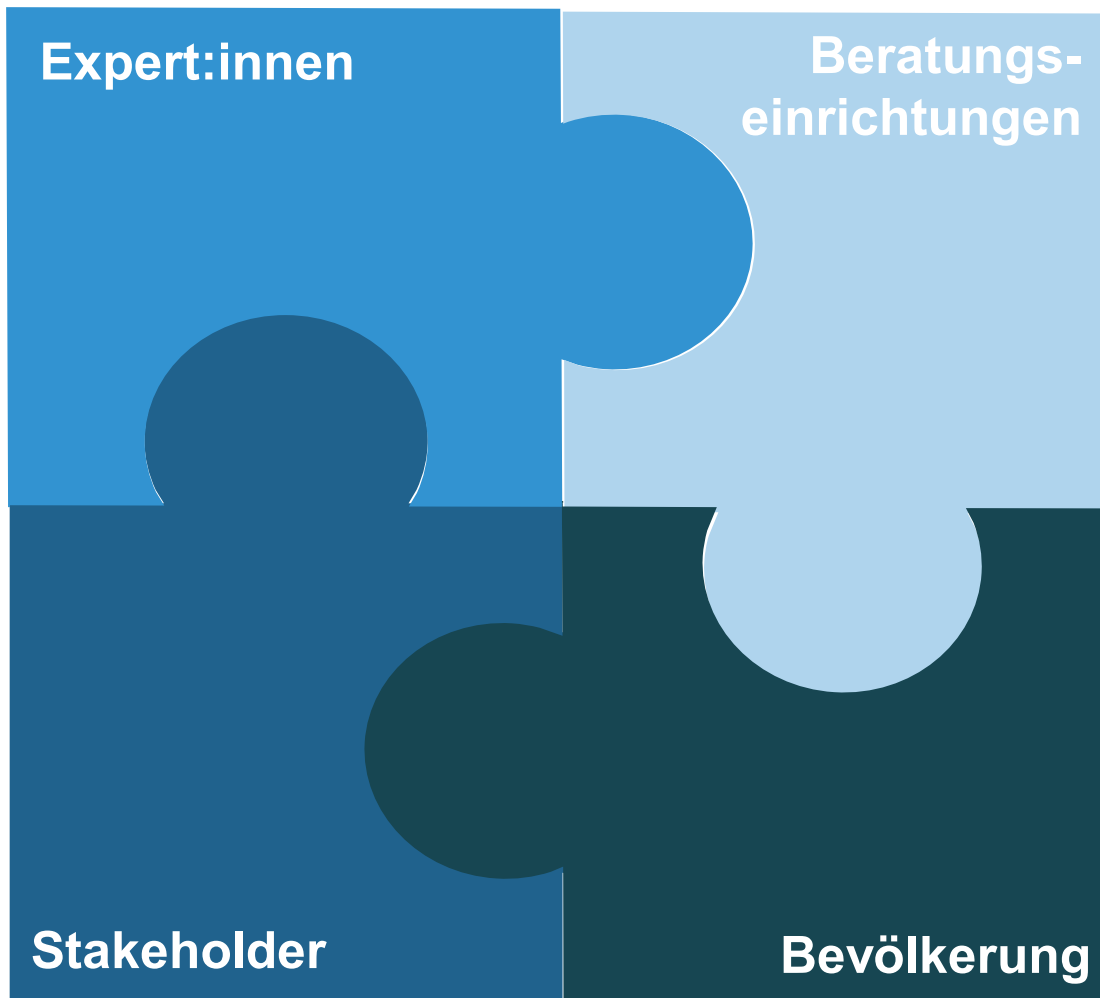 Expert:innen
Beratungs-
einrichtungen
Stakeholder
Bevölkerung